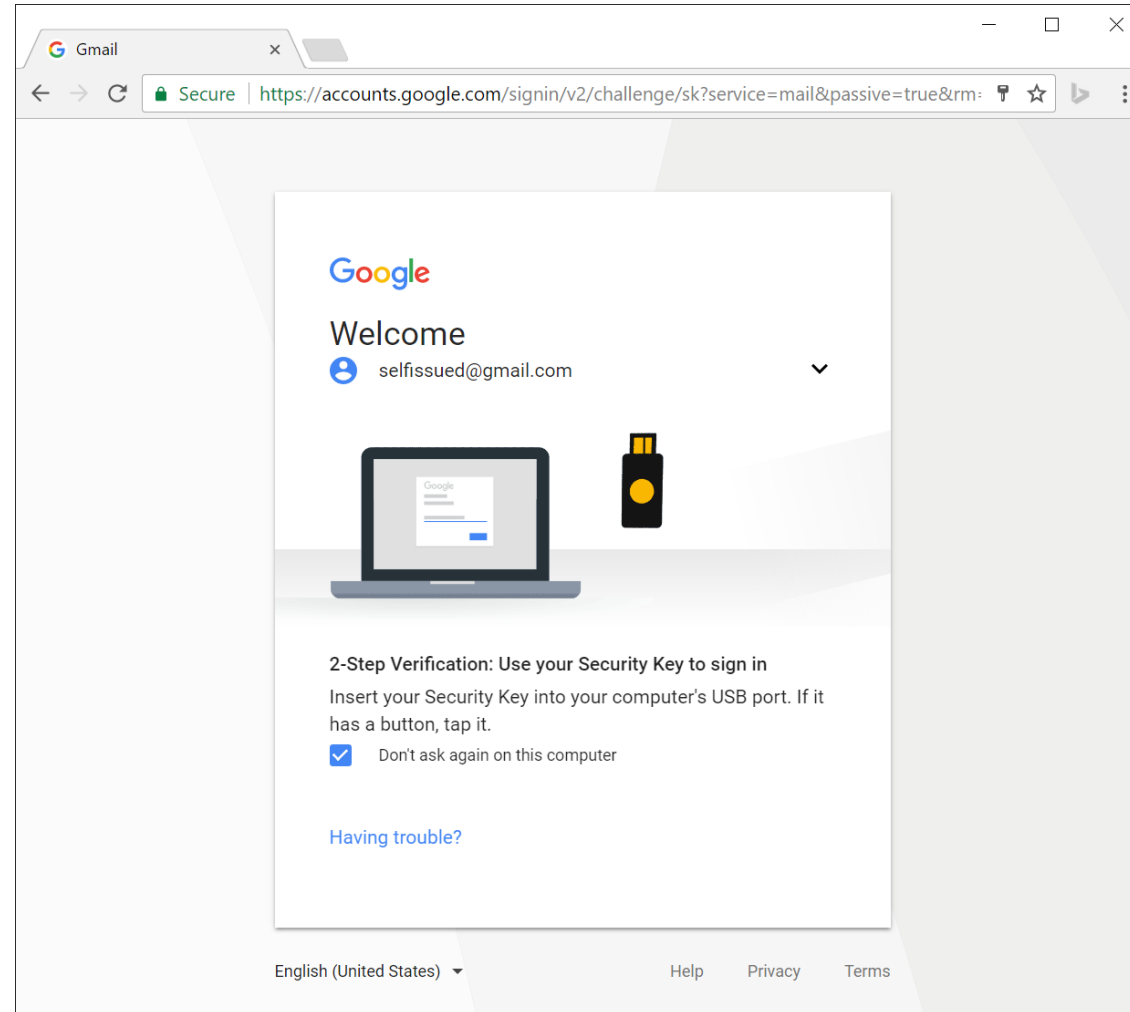 Gmail
Secure https://accounts.google.com/signin/v2/challenge/sk?service=mail&passive=true&rm=
Google
Welcome
selfissued@gmail.com
Google
2-Step Verification: Use your Security Key to sign in
Insert your Security Key into your computer's USB port. If it
has a button, tap it.
Don't ask again on this computer
Having trouble?
English (United States) Help Privacy Terms